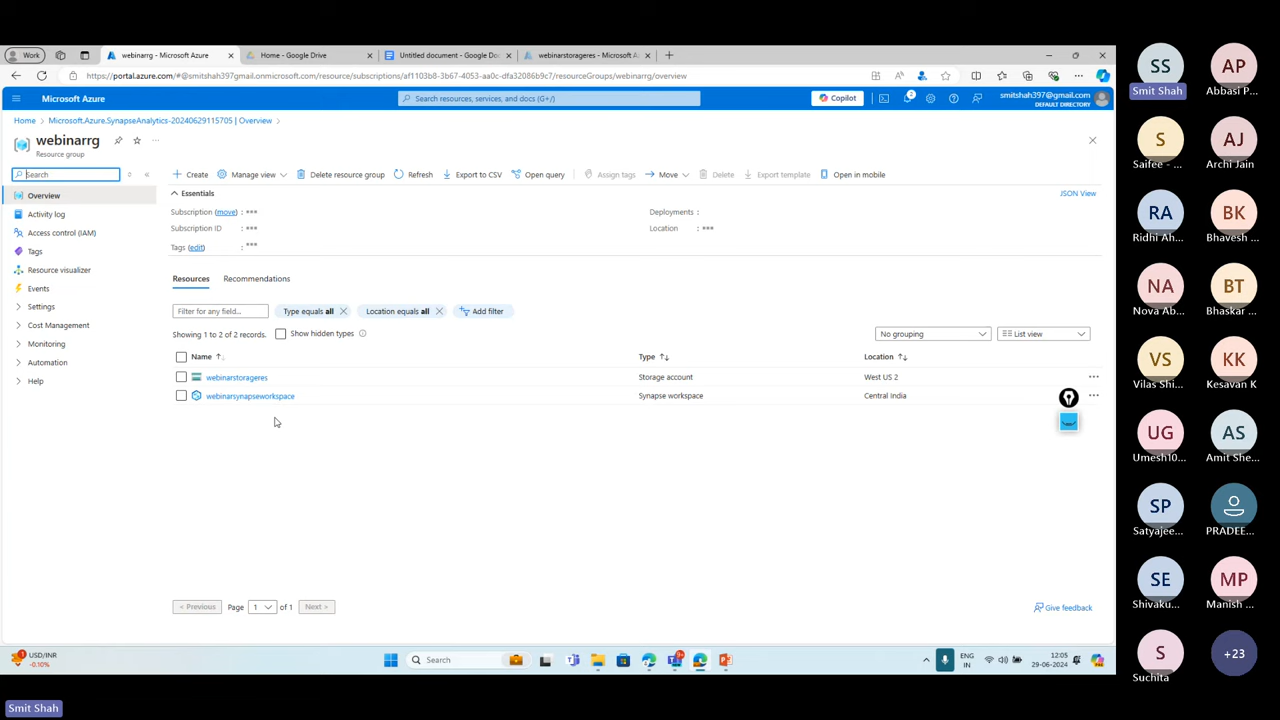 Work
webinarrg - Microsoft Azure
Home - Google Drive
Untitled document - Google Do
webinarstorageres - Microsoft A
https://portal.azure.com/#@smitshah397gmail.onmicrosoft.com/resource/subscriptions/af1103b8-3b67-4053-aa0c-dfa32086b9c7/resourceGroups/webinarrg/overview
Microsoft Azure
Search resources, services, and docs (G+/)
Copilot
2
smitshah397@gmail.com
DEFAULT DIRECTORY
Home > Microsoft.Azure.SynapseAnalytics-20240629115705 | Overview >
webinarrg
Resource group
Search
Create
Manage view
Delete resource group
Refresh
Export to CSV
Open query
Assign tags
Move
Delete
Export template
Open in mobile
Overview
Activity log
Access control (IAM)
Tags
Resource visualizer
Events
Settings
Cost Management
Monitoring
Automation
Help
Essentials
JSON View
Subscription (move) : ***
Deployments :
Subscription ID : ***
Location : ***
Tags (edit) : ***
Resources
Recommendations
Filter for any field...
Type equals all
Location equals all
Add filter
Showing 1 to 2 of 2 records.
Show hidden types
No grouping
List view
Name
Type
Location
webinarstorageres
Storage account
West US 2
webinarsynapseworkspace
Synapse workspace
Central India
< Previous
Page
1
of 1
Next >
Give feedback
USD/INR
-0.10%
Search
ENG
IN
12:05
29-06-2024
Smit Shah
SS
Smit Shah
AP
Abbasi P...
S
Saifee - ...
AJ
Archi Jain
RA
Ridhi Ah...
BK
Bhavesh ...
NA
Nova Ab...
BT
Bhaskar ...
VS
Vilas Shi...
KK
Kesavan K
UG
Umesh10...
AS
Amit She...
SP
Satyajee...
PRADEE...
SE
Shivaku...
MP
Manish ...
S
Suchita
+23